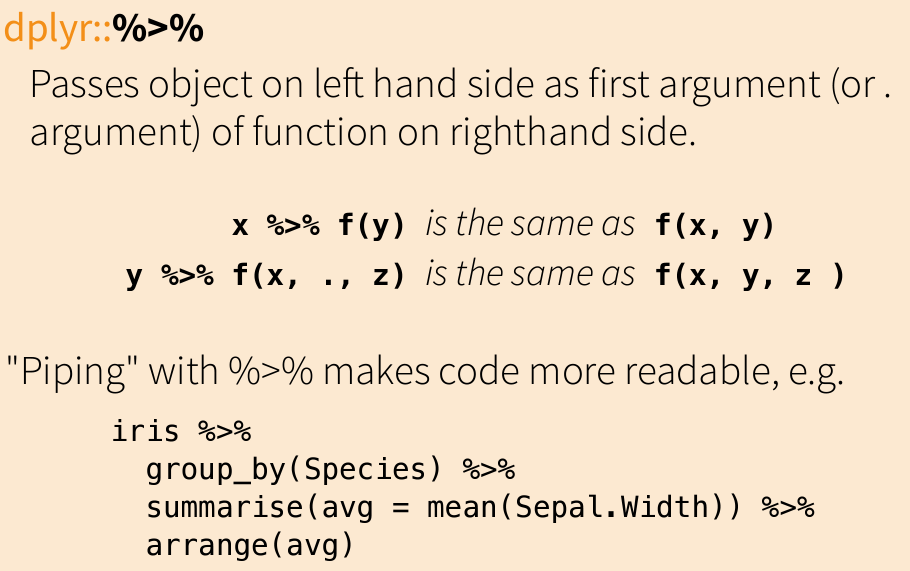 dplyr::%>%
Passes object on left hand side as first argument (or .
argument) of function on righthand side.
x %>% f(y) is the same as f(x, y)
y %>% f(x, ., z) is the same as f(x, y, z )
"Piping" with %>% makes code more readable, e.g.
iris %>%
  group_by(Species) %>%
  summarise(avg = mean(Sepal.Width)) %>%
  arrange(avg)